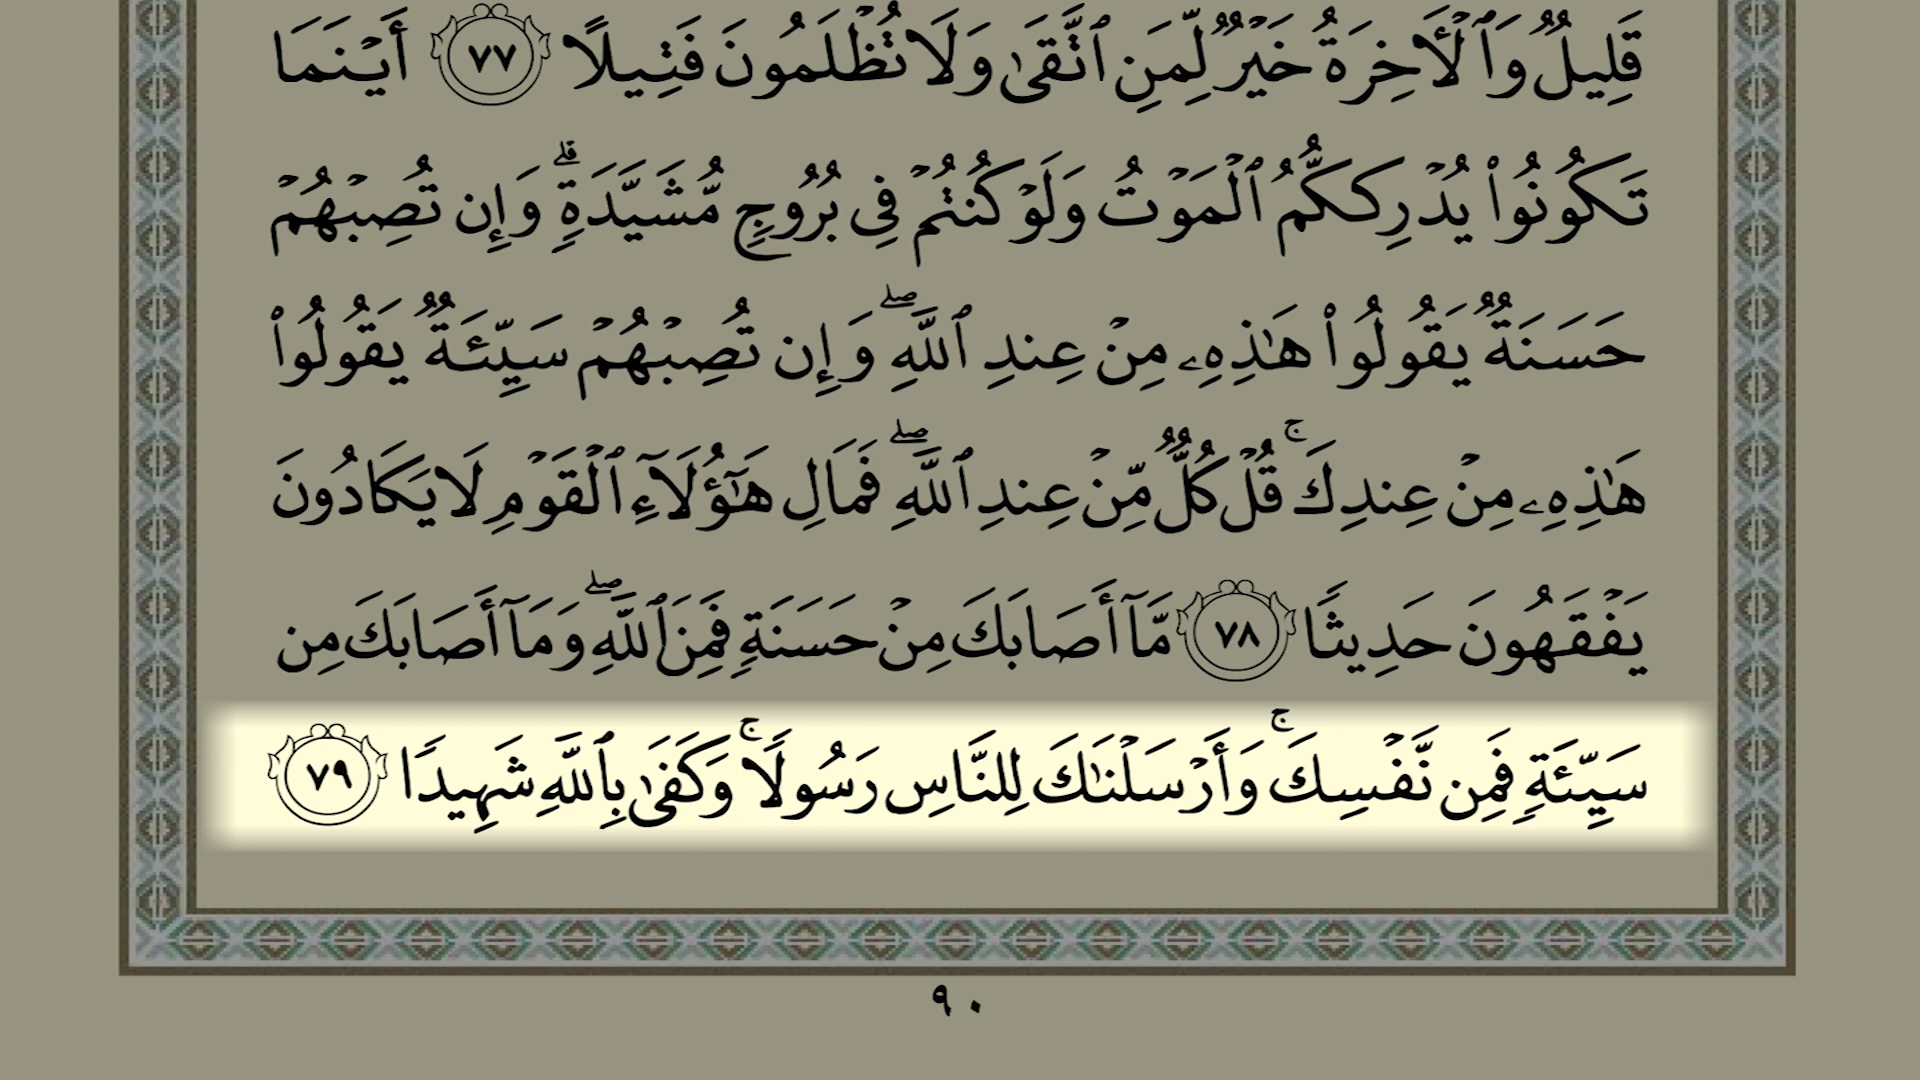 قَلِيلٌ وَٱلْأَخِرَةُ خَيْرٌ لِّمَنِ ٱتَّقَىٰ وَلَا تُظْلَمُونَ فَتِيلًا ٧٧ أَيْنَمَا
تَكُونُوا۟ يُدْرِككُّمُ ٱلْمَوْتُ وَلَوْ كُنتُمْ فِى بُرُوجٍ مُّشَيَّدَةٍ ۗ وَإِن تُصِبْهُمْ
حَسَنَةٌ يَقُولُوا۟ هَـٰذِهِۦ مِنْ عِندِ ٱللَّهِ ۖ وَإِن تُصِبْهُمْ سَيِّئَةٌ يَقُولُوا۟
هَـٰذِهِۦ مِنْ عِندِكَ ۚ قُلْ كُلٌّ مِّنْ عِندِ ٱللَّهِ ۖ فَمَالِ هَـٰٓؤُلَآءِ ٱلْقَوْمِ لَا يَكَادُونَ
يَفْقَهُونَ حَدِيثًا ٧٨ مَّآ أَصَابَكَ مِنْ حَسَنَةٍ فَمِنَ ٱللَّهِ ۖ وَمَآ أَصَابَكَ مِن
سَيِّئَةٍ فَمِن نَّفْسِكَ ۚ وَأَرْسَلْنَـٰكَ لِلنَّاسِ رَسُولًا ۚ وَكَفَىٰ بِٱللَّهِ شَهِيدًا ٧٩
٩٠